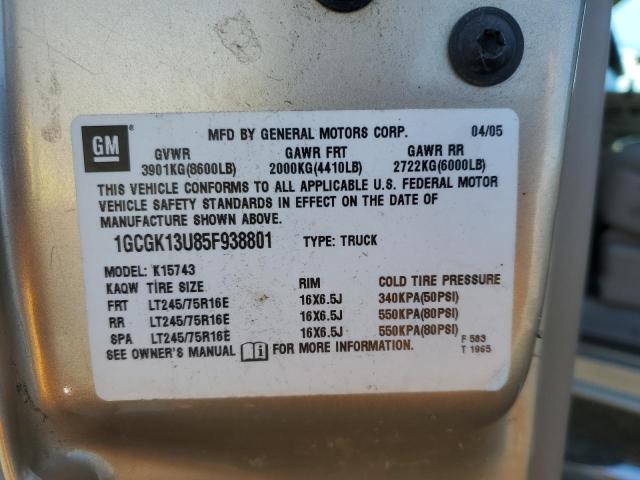 GM
MFD BY GENERAL MOTORS CORP. 04/05
GVWR GAWR FRT GAWR RR
3901KG(8600LB) 2000KG(4410LB) 2722KG(6000LB)
THIS VEHICLE CONFORMS TO ALL APPLICABLE U.S. FEDERAL MOTOR
VEHICLE SAFETY STANDARDS IN EFFECT ON THE DATE OF
MANUFACTURE SHOWN ABOVE.
1GCGK13U85F938801 TYPE: TRUCK
MODEL: K15743
KAQW TIRE SIZE RIM COLD TIRE PRESSURE
FRT LT245/75R16E 16X6.5J 340KPA(50PSI)
RR LT245/75R16E 16X6.5J 550KPA(80PSI)
SPA LT245/75R16E 16X6.5J 550KPA(80PSI)
SEE OWNER'S MANUAL FOR MORE INFORMATION.
F 583
T 1965